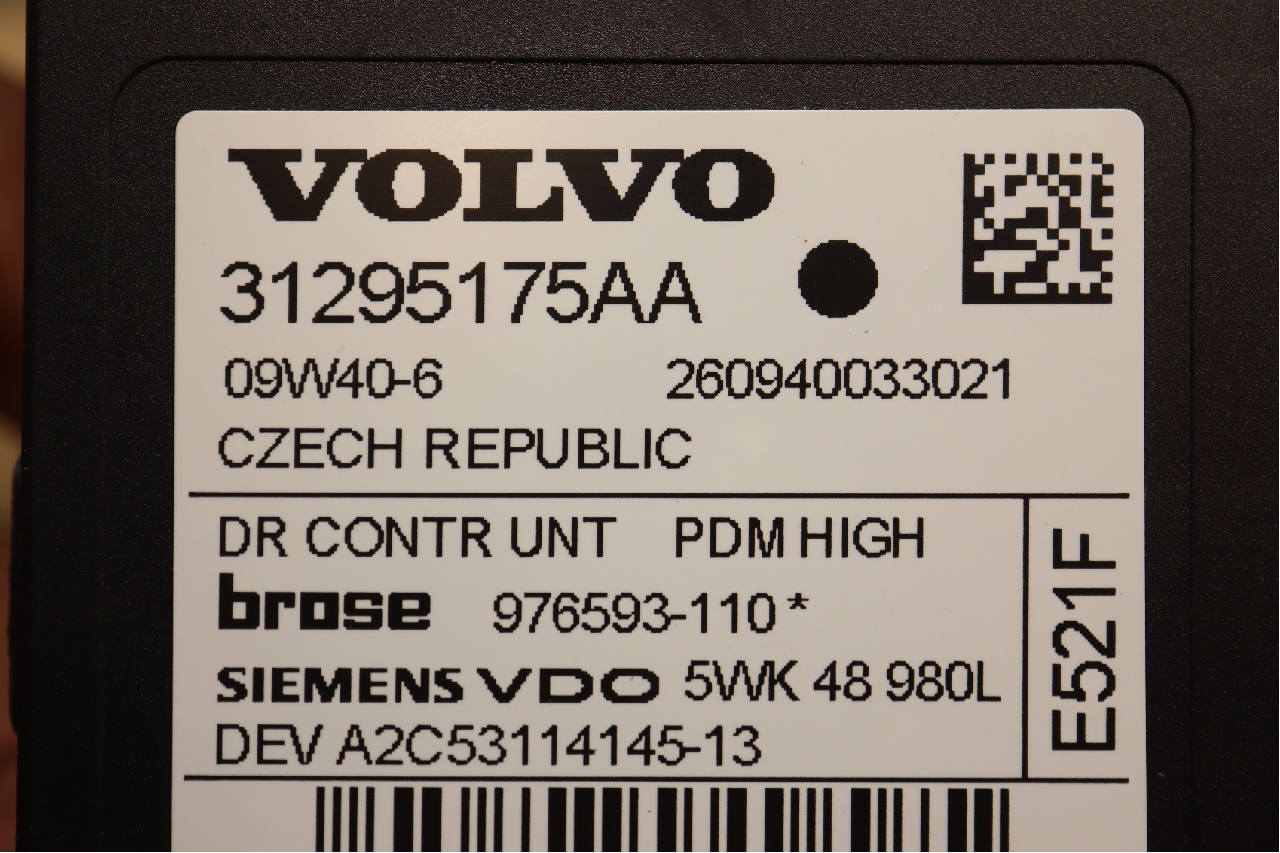 VOLVO
31295175AA
09W40-6 260940033021
CZECH REPUBLIC
DR CONTR UNT PDM HIGH
brose 976593-110*
SIEMENS VDO 5WK 48 980L
DEV A2C53114145-13
E521F